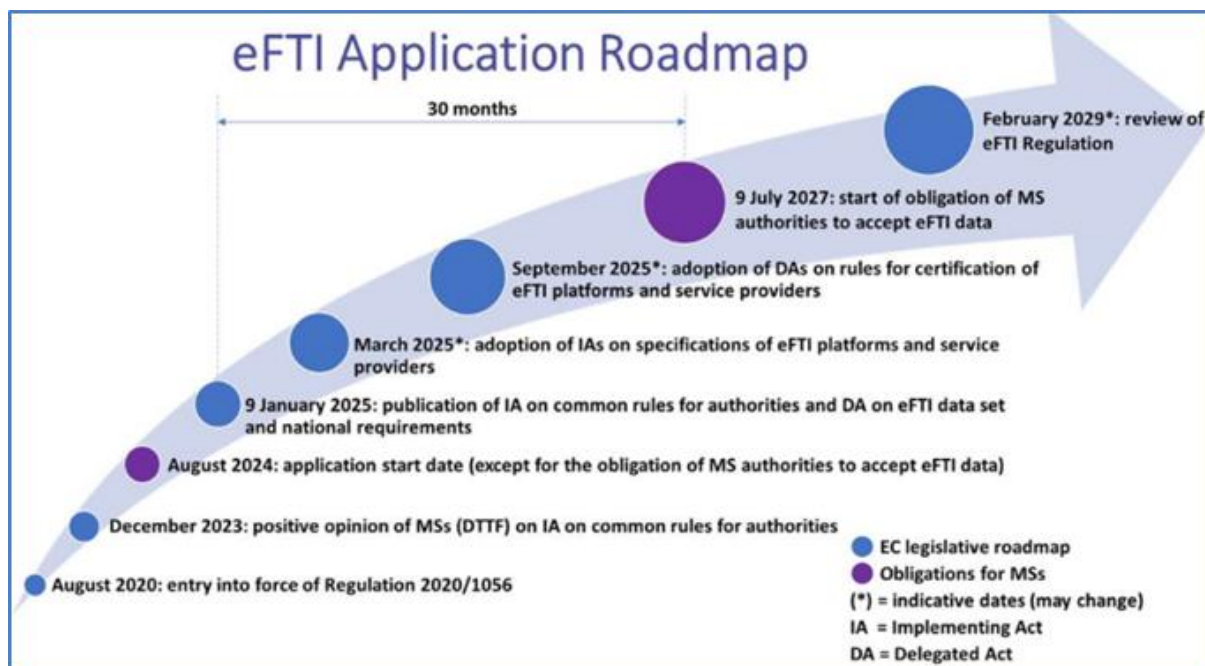 eFTI Application Roadmap
30 months
February 2029*: review of
eFTI Regulation
9 July 2027: start of obligation of MS
authorities to accept eFTI data
September 2025*: adoption of DAs on rules for certification of
eFTI platforms and service providers
March 2025*: adoption of IAs on specifications of eFTI platforms and service
providers
9 January 2025: publication of IA on common rules for authorities and DA on eFTI data set
and national requirements
August 2024: application start date (except for the obligation of MS authorities to accept eFTI data)
December 2023: positive opinion of MSs (DTTF) on IA on common rules for authorities
August 2020: entry into force of Regulation 2020/1056
EC legislative roadmap
Obligations for MSs
(*) = indicative dates (may change)
IA = Implementing Act
DA = Delegated Act